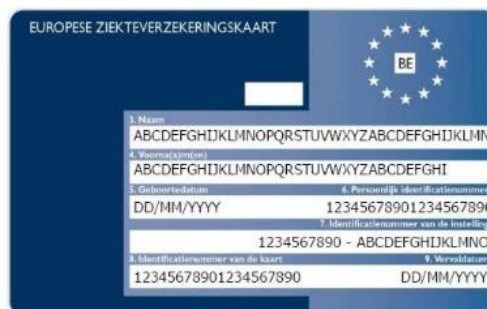 EUROPESE ZIEKTEVERZEKERINGSKAART
BE
3. Naam
ABCDEFGHIJKLMNOPQRSTUVWXYZABCDEFGHIJKLMN
4. Voorna(a)m(en)
ABCDEFGHIJKLMNOPQRSTUVWXYZABCDEFGHI
5. Geboortedatum 6. Persoonlijk identificatienummer
DD/MM/YYYY 12345678901234567890
7. Identificatienummer van de instelling
1234567890 - ABCDEFGHIJKLMNO
8. Identificatienummer van de kaart 9. Vervaldatum
12345678901234567890 DD/MM/YYYY